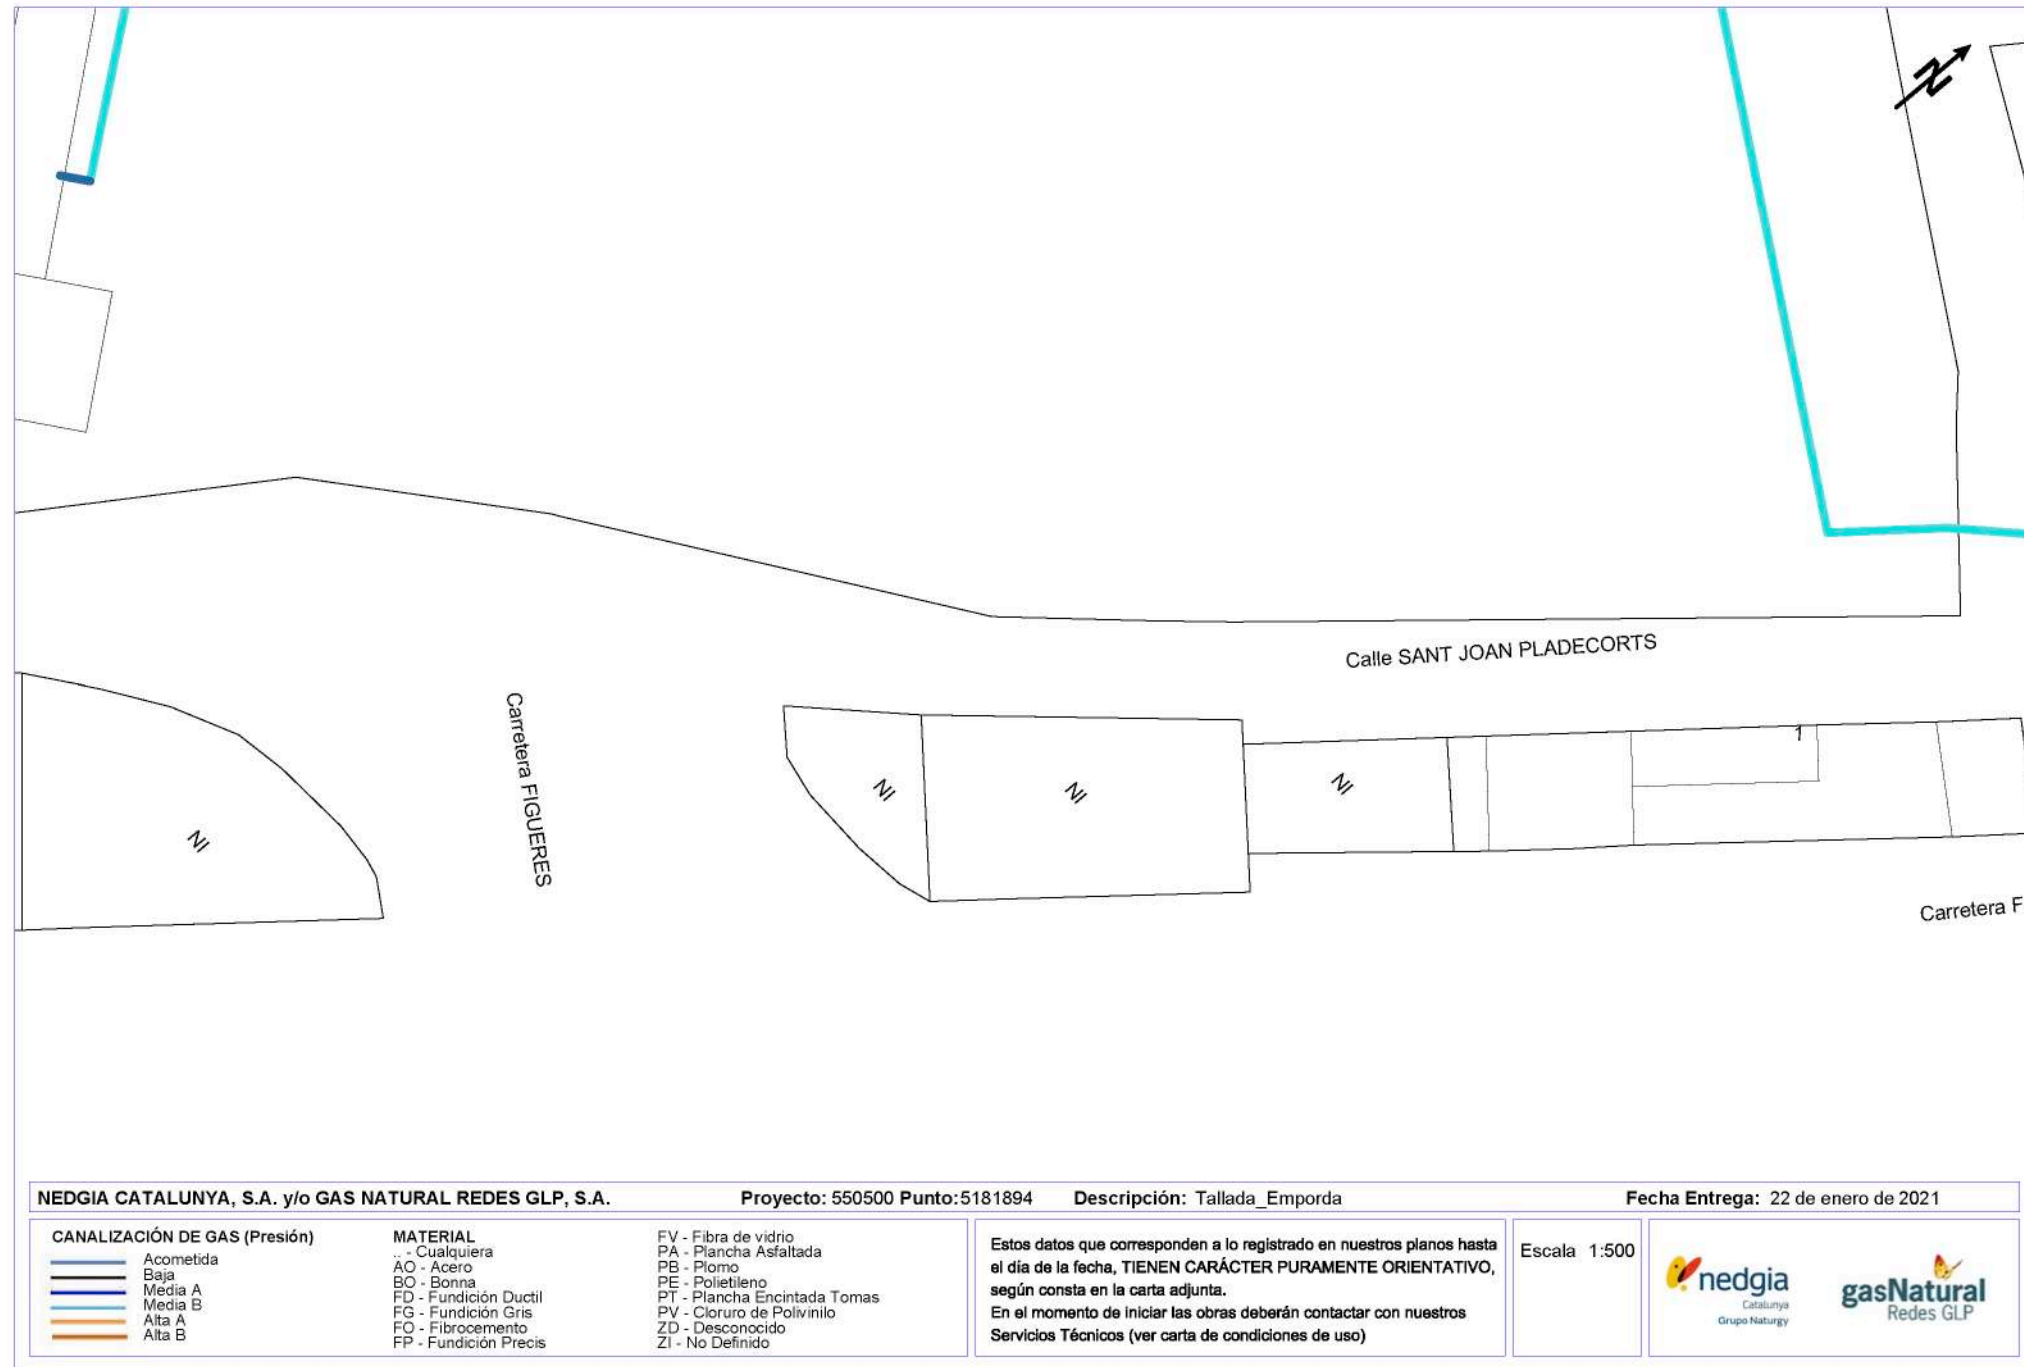 N
Calle SANT JOAN PLADECORTS
Carretera FIGUERES
NI
NI
NI
NI
1
Carretera F
NEDGIA CATALUNYA, S.A. y/o GAS NATURAL REDES GLP, S.A.
Proyecto: 550500 Punto:5181894
Descripción: Tallada_Emporda
Fecha Entrega: 22 de enero de 2021
CANALIZACIÓN DE GAS (Presión)
Acometida
Baja
Media A
Media B
Alta A
Alta B
MATERIAL
.. - Cualquiera
AO - Acero
BO - Bonna
FD - Fundición Ductil
FG - Fundición Gris
FO - Fibrocemento
FP - Fundición Precis
FV - Fibra de vidrio
PA - Plancha Asfaltada
PB - Plomo
PE - Polietileno
PT - Plancha Encintada Tomas
PV - Cloruro de Polivinilo
ZD - Desconocido
ZI - No Definido
Estos datos que corresponden a lo registrado en nuestros planos hasta
el día de la fecha, TIENEN CARÁCTER PURAMENTE ORIENTATIVO,
según consta en la carta adjunta.
En el momento de iniciar las obras deberán contactar con nuestros
Servicios Técnicos (ver carta de condiciones de uso)
Escala 1:500
nedgia
Catalunya
Grupo Naturgy
gasNatural
Redes GLP